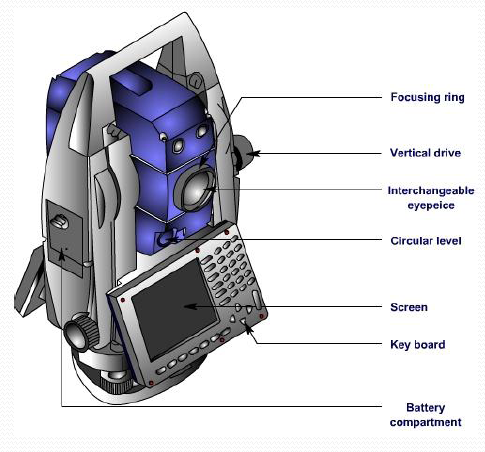 Focusing ring
Vertical drive
Interchangeable
eyepeice
Circular level
Screen
Key board
Battery
compartment